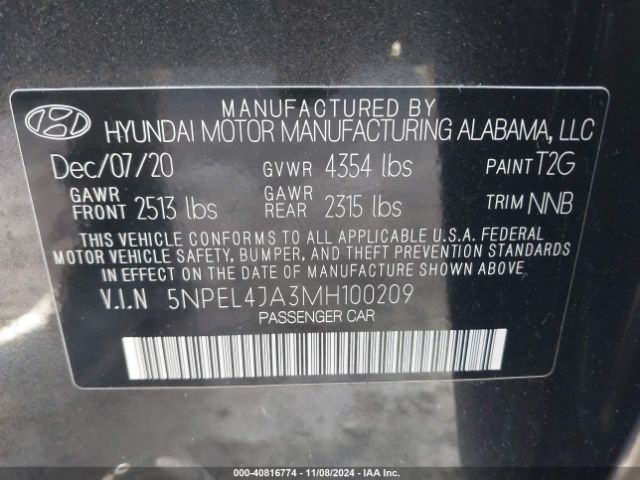 MANUFACTURED BY
HYUNDAI MOTOR MANUFACTURING ALABAMA, LLC
Dec/07/20 GVWR 4354 lbs PAINT T2G
GAWR FRONT 2513 lbs GAWR REAR 2315 lbs TRIM NNB
THIS VEHICLE CONFORMS TO ALL APPLICABLE U.S.A. FEDERAL
MOTOR VEHICLE SAFETY, BUMPER, AND THEFT PREVENTION STANDARDS
IN EFFECT ON THE DATE OF MANUFACTURE SHOWN ABOVE.
V.I.N 5NPEL4JA3MH100209
PASSENGER CAR
000-40816774 - 11/08/2024 - IAA Inc.